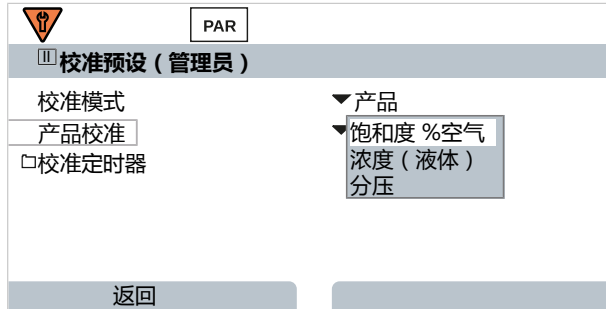 PAR
II 校准预设（管理员）
校准模式 产品
产品校准 饱和度 %空气
校准定时器 浓度（液体）
分压
返回